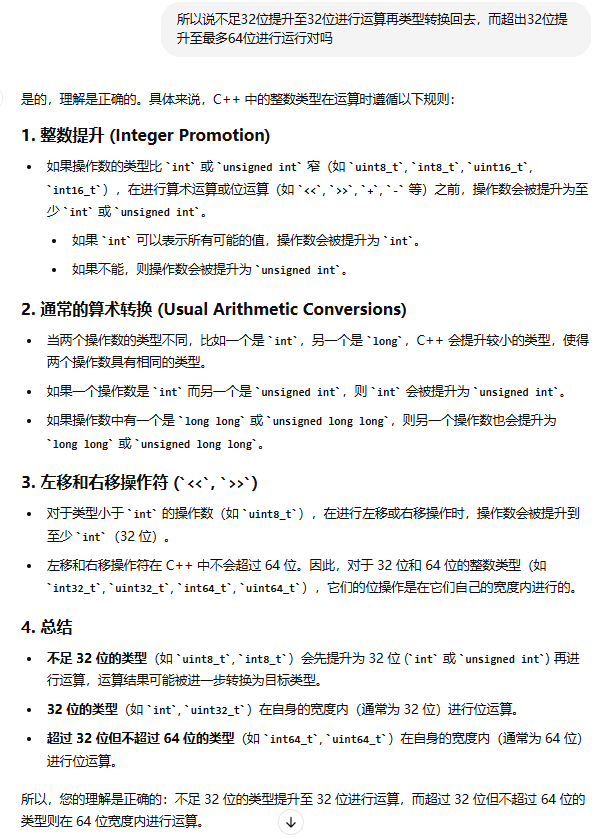 所以说不足32位提升至32位进行运算再类型转换回去，而超出32位提
升至最多64位进行运行对吗
是的，理解是正确的。具体来说，C++ 中的整数类型在运算时遵循以下规则：
1. 整数提升 (Integer Promotion)
• 如果操作数的类型比 `int` 或 `unsigned int` 窄（如 `uint8_t`, `int8_t`, `uint16_t`,
`int16_t`），在进行算术运算或位运算（如 `<<`, `>>`, `+`, `-` 等）之前，操作数会被提升为至
少 `int` 或 `unsigned int`。
• 如果 `int` 可以表示所有可能的值，操作数会被提升为 `int`。
• 如果不能，则操作数会被提升为 `unsigned int`。
2. 通常的算术转换 (Usual Arithmetic Conversions)
• 当两个操作数的类型不同，比如一个是 `int`，另一个是 `long`，C++ 会提升较小的类型，使得
两个操作数具有相同的类型。
• 如果一个操作数是 `int` 而另一个是 `unsigned int`，则 `int` 会被提升为 `unsigned int`。
• 如果操作数中有一个是 `long long` 或 `unsigned long long`，则另一个操作数也会提升为
`long long` 或 `unsigned long long`。
3. 左移和右移操作符 (`<<`, `>>`)
• 对于类型小于 `int` 的操作数（如 `uint8_t`），在进行左移或右移操作时，操作数会被提升到
至少 `int`（32 位）。
• 左移和右移操作符在 C++ 中不会超过 64 位。因此，对于 32 位和 64 位的整数类型（如
`int32_t`, `uint32_t`, `int64_t`, `uint64_t`），它们的位操作是在它们自己的宽度内进行的。
4. 总结
• 不足 32 位的类型（如 `uint8_t`, `int8_t`）会先提升为 32 位 (`int` 或 `unsigned int`) 再进
行运算，运算结果可能被进一步转换为目标类型。
• 32 位的类型（如 `int`, `uint32_t`）在自身的宽度内（通常为 32 位）进行位运算。
• 超过 32 位但不超过 64 位的类型（如 `int64_t`, `uint64_t`）在自身的宽度内（通常为 64 位）
进行位运算。
所以，您的理解是正确的：不足 32 位的类型提升至 32 位进行运算，而超过 32 位但不超过 64 位的
类型则在 64 位宽度内进行运算。